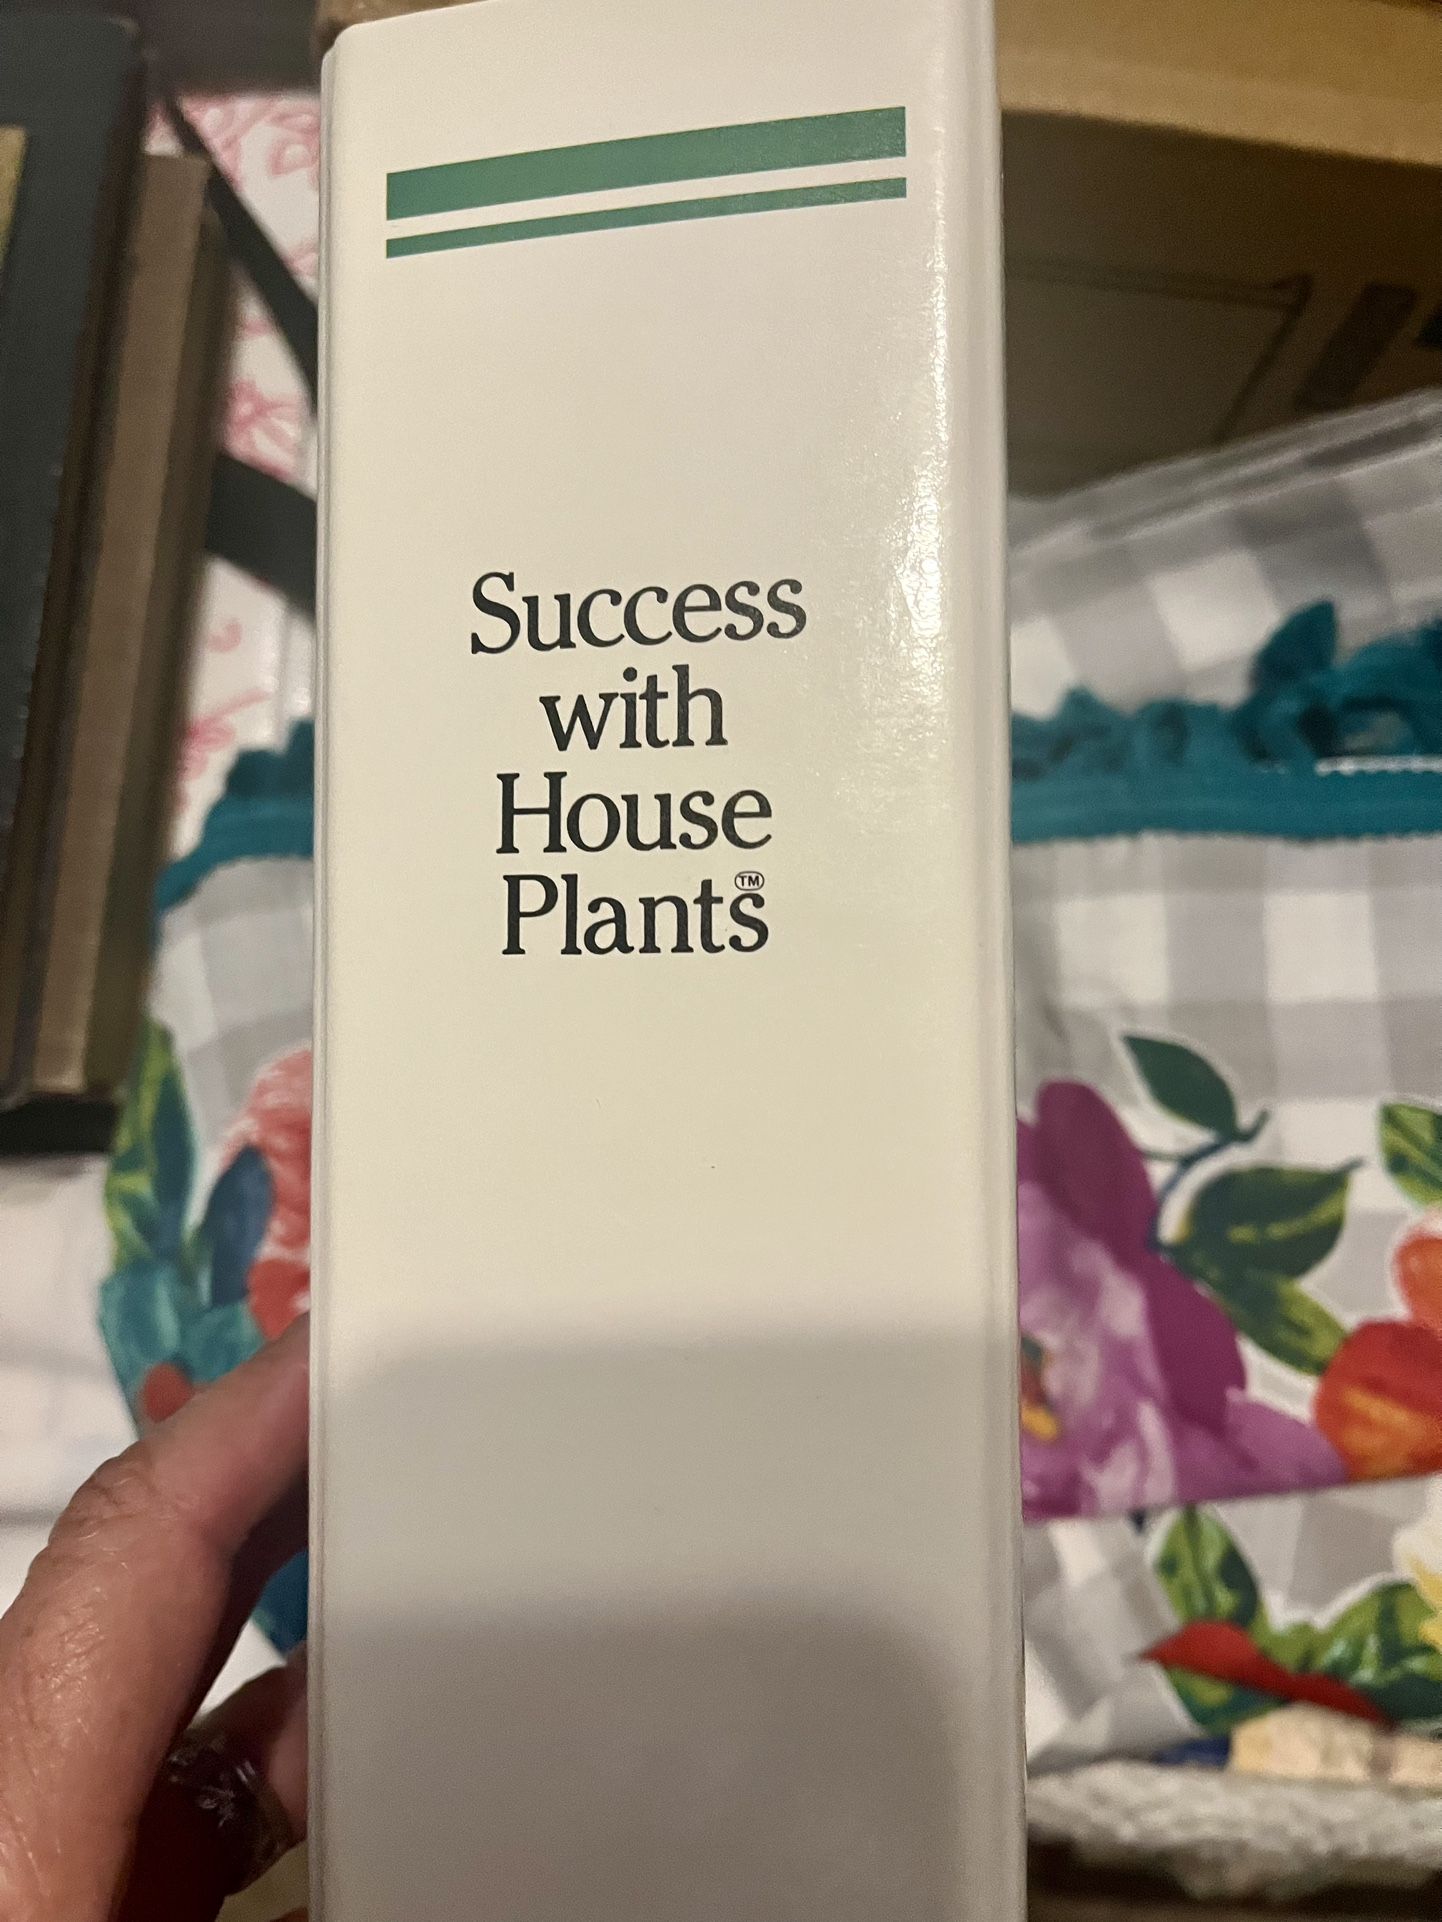 Success
with
House
Plants™